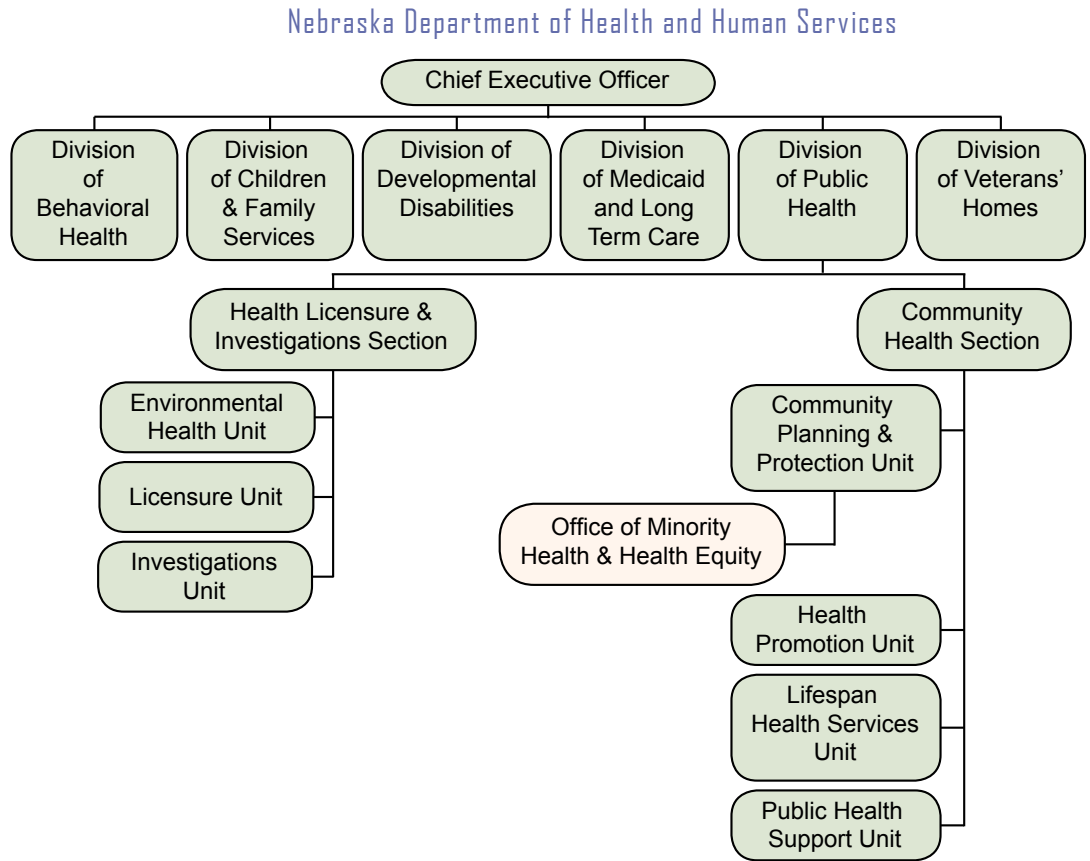 Nebraska Department of Health and Human Services
Chief Executive Officer
Division
of
Behavioral
Health
Division
of Children
& Family
Services
Division of
Developmental
Disabilities
Division
of Medicaid
and Long
Term Care
Division
of Public
Health
Division
of Veterans’
Homes
Health Licensure &
Investigations Section
Community
Health Section
Environmental
Health Unit
Licensure Unit
Investigations
Unit
Community
Planning &
Protection Unit
Office of Minority
Health & Health Equity
Health
Promotion Unit
Lifespan
Health Services
Unit
Public Health
Support Unit